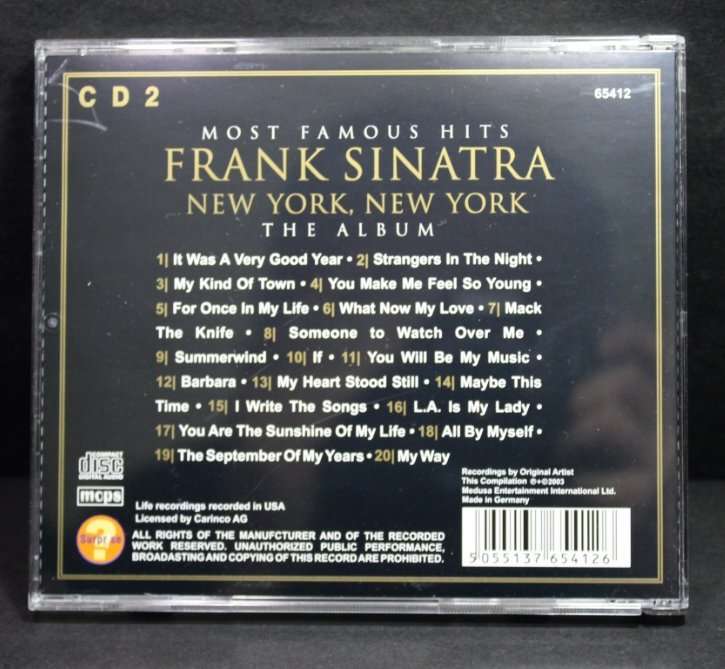 CD 2
65412
MOST FAMOUS HITS
FRANK SINATRA
NEW YORK, NEW YORK
THE ALBUM
1| It Was A Very Good Year • 2| Strangers In The Night •
3| My Kind Of Town • 4| You Make Me Feel So Young •
5| For Once In My Life • 6| What Now My Love • 7| Mack
The Knife • 8| Someone to Watch Over Me •
9| Summerwind • 10| If • 11| You Will Be My Music •
12| Barbara • 13| My Heart Stood Still • 14| Maybe This
Time • 15| I Write The Songs • 16| L.A. Is My Lady •
17| You Are The Sunshine Of My Life • 18| All By Myself •
19| The September Of My Years • 20| My Way
COMPACT
disc
DIGITAL AUDIO
mcps
Surprise
?
Life recordings recorded in USA
Licensed by Carinco AG
ALL RIGHTS OF THE MANUFCTURER AND OF THE RECORDED
WORK RESERVED. UNAUTHORIZED PUBLIC PERFORMANCE,
BROADASTING AND COPYING OF THIS RECORD ARE PROHIBITED.
Recordings by Original Artist
This Compilation ℗+©2003
Medusa Entertainment International Ltd.
Made in Germany
9 055137 654126